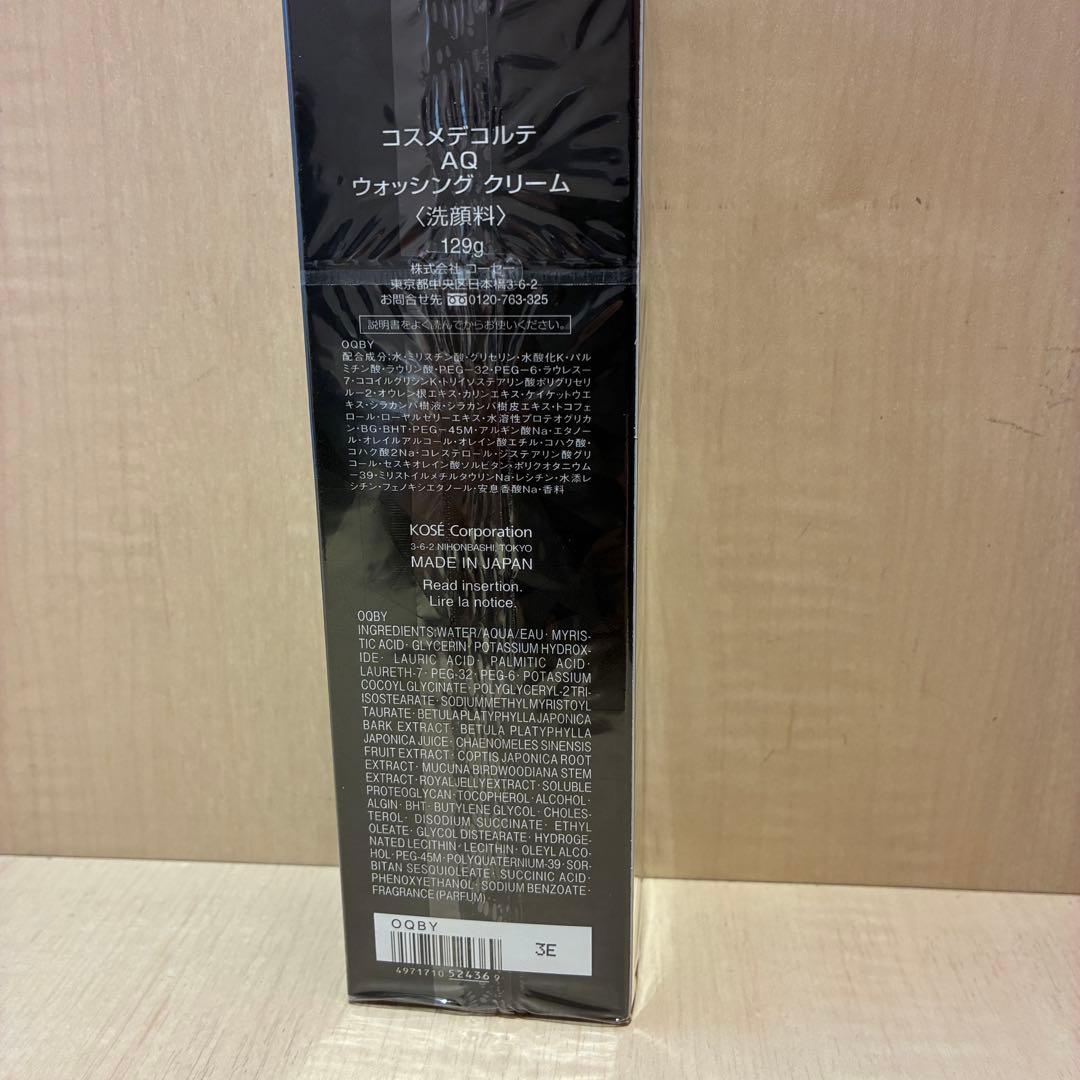 コスメデコルテ
AQ
ウォッシング クリーム
〈洗顔料〉
129g
株式会社 コーセー
東京都中央区日本橋3-6-2
お問合せ先 0120-763-325
説明書をよく読んでからお使いください。
OQBY
配合成分:水・ミリスチン酸・グリセリン・水酸化K・パル
ミチン酸・ラウリン酸・PEG-32・PEG-6・ラウレス-
7・ココイルグリシンK・トリイソステアリン酸ポリグリセリ
ル-2・オウレン根エキス・カリンエキス・ケイケットウエ
キス・シラカンバ樹液・シラカンバ樹皮エキス・トコフェ
ロール・ローヤルゼリーエキス・水溶性プロテオグリカ
ン・BG・BHT・PEG-45M・アルギン酸Na・エタノー
ル・オレイルアルコール・オレイン酸エチル・コハク酸・
コハク酸2Na・コレステロール・ジステアリン酸グリ
コール・セスキオレイン酸ソルビタン・ポリクオタニウム
-39・ミリストイルメチルタウリンNa・レシチン・水添レ
シチン・フェノキシエタノール・安息香酸Na・香料
KOSÉ Corporation
3-6-2 NIHONBASHI, TOKYO
MADE IN JAPAN
Read insertion.
Lire la notice.
OQBY
INGREDIENTS:WATER/AQUA/EAU· MYRIS-
TIC ACID· GLYCERIN· POTASSIUM HYDROX-
IDE· LAURIC ACID· PALMITIC ACID·
LAURETH-7· PEG-32· PEG-6· POTASSIUM
COCOYL GLYCINATE· POLYGLYCERYL-2 TRI-
ISOSTEARATE· SODIUM METHYL MYRISTOYL
TAURATE· BETULA PLATYPHYLLA JAPONICA
BARK EXTRACT· BETULA PLATYPHYLLA
JAPONICA JUICE· CHAENOMELES SINENSIS
FRUIT EXTRACT· COPTIS JAPONICA ROOT
EXTRACT· MUCUNA BIRDWOODIANA STEM
EXTRACT· ROYAL JELLY EXTRACT· SOLUBLE
PROTEOGLYCAN· TOCOPHEROL· ALCOHOL·
ALGIN· BHT· BUTYLENE GLYCOL· CHOLES-
TEROL· DISODIUM SUCCINATE· ETHYL
OLEATE· GLYCOL DISTEARATE· HYDROGE-
NATED LECITHIN· LECITHIN· OLEYL ALCO-
HOL· PEG-45M· POLYQUATERNIUM-39· SOR-
BITAN SESQUIOLEATE· SUCCINIC ACID·
PHENOXYETHANOL· SODIUM BENZOATE·
FRAGRANCE (PARFUM)
OQBY
3E
4971710 524369